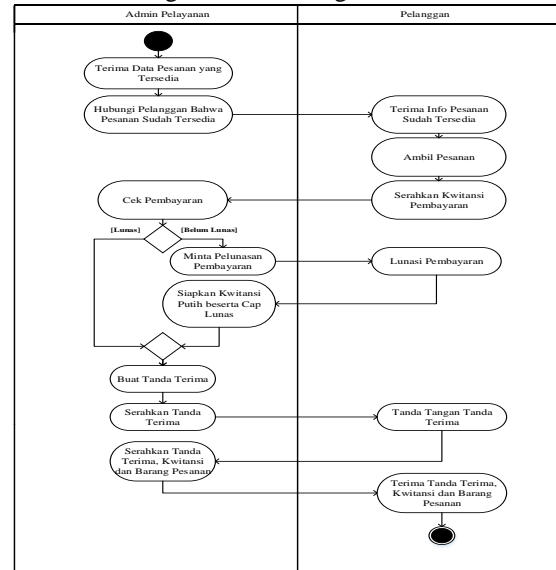 Admin Pelayanan
Pelanggan
Terima Data Pesanan yang
Tersedia
Hubungi Pelanggan Bahwa
Pesanan Sudah Tersedia
Terima Info Pesanan
Sudah Tersedia
Ambil Pesanan
Serahkan Kwitansi
Pembayaran
Cek Pembayaran
[Lunas]
[Belum Lunas]
Minta Pelunasan
Pembayaran
Lunasi Pembayaran
Siapkan Kwitansi
Putih beserta Cap
Lunas
Buat Tanda Terima
Serahkan Tanda
Terima
Tanda Tangan Tanda
Terima
Serahkan Tanda
Terima, Kwitansi
dan Barang Pesanan
Terima Tanda Terima,
Kwitansi dan Barang
Pesanan